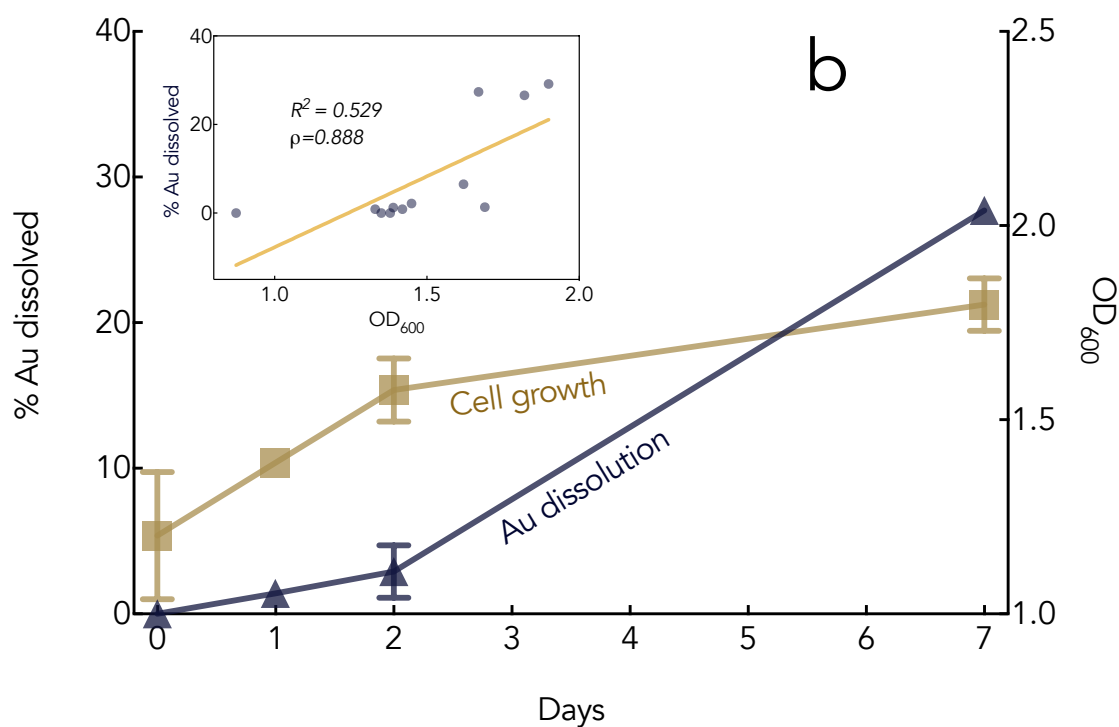 b
% Au dissolved
40
30
20
10
0
2.5
2.0
1.5
1.0
OD600
0 1 2 3 4 5 6 7
Days
Cell growth
Au dissolution
% Au dissolved
40
20
0
R² = 0.529
ρ=0.888
1.0 1.5 2.0
OD600